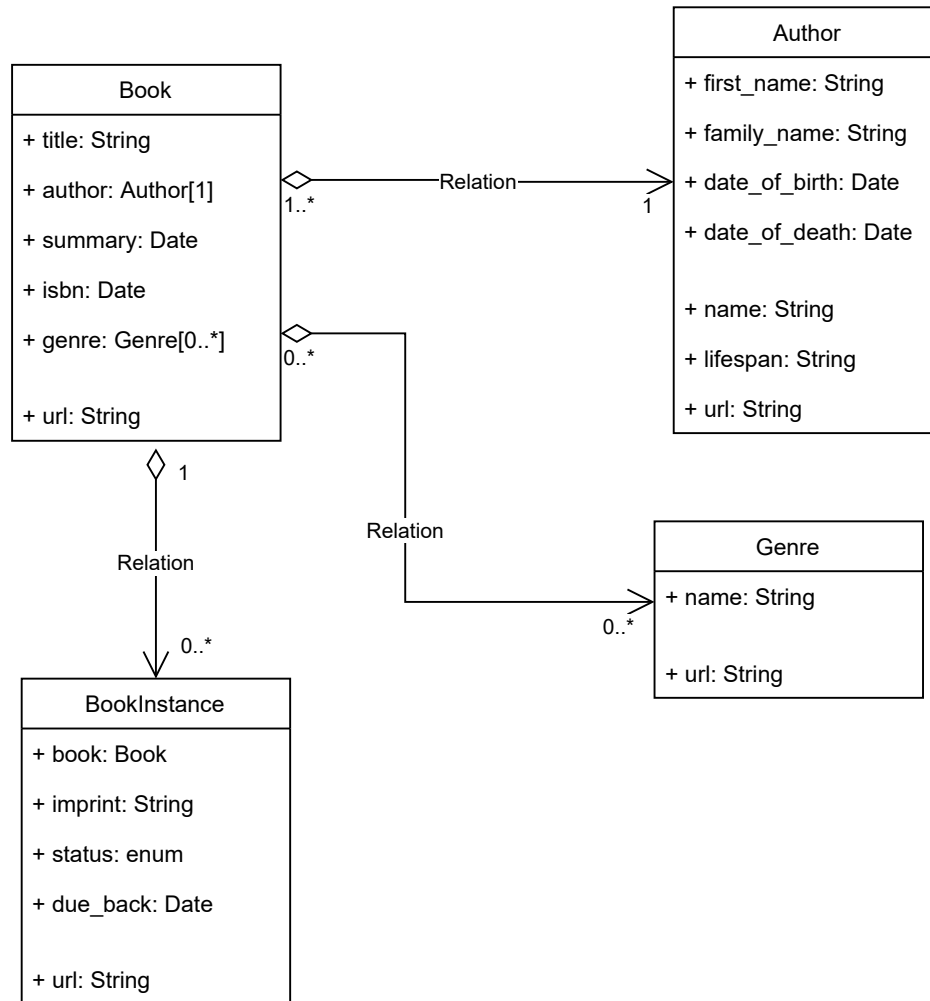 Book
+ title: String
+ author: Author[1]
+ summary: Date
+ isbn: Date
+ genre: Genre[0..*]
+ url: String
Author
+ first_name: String
+ family_name: String
+ date_of_birth: Date
+ date_of_death: Date
+ name: String
+ lifespan: String
+ url: String
Relation
1..*
1
0..*
Relation
0..*
1
Relation
0..*
Genre
+ name: String
+ url: String
BookInstance
+ book: Book
+ imprint: String
+ status: enum
+ due_back: Date
+ url: String